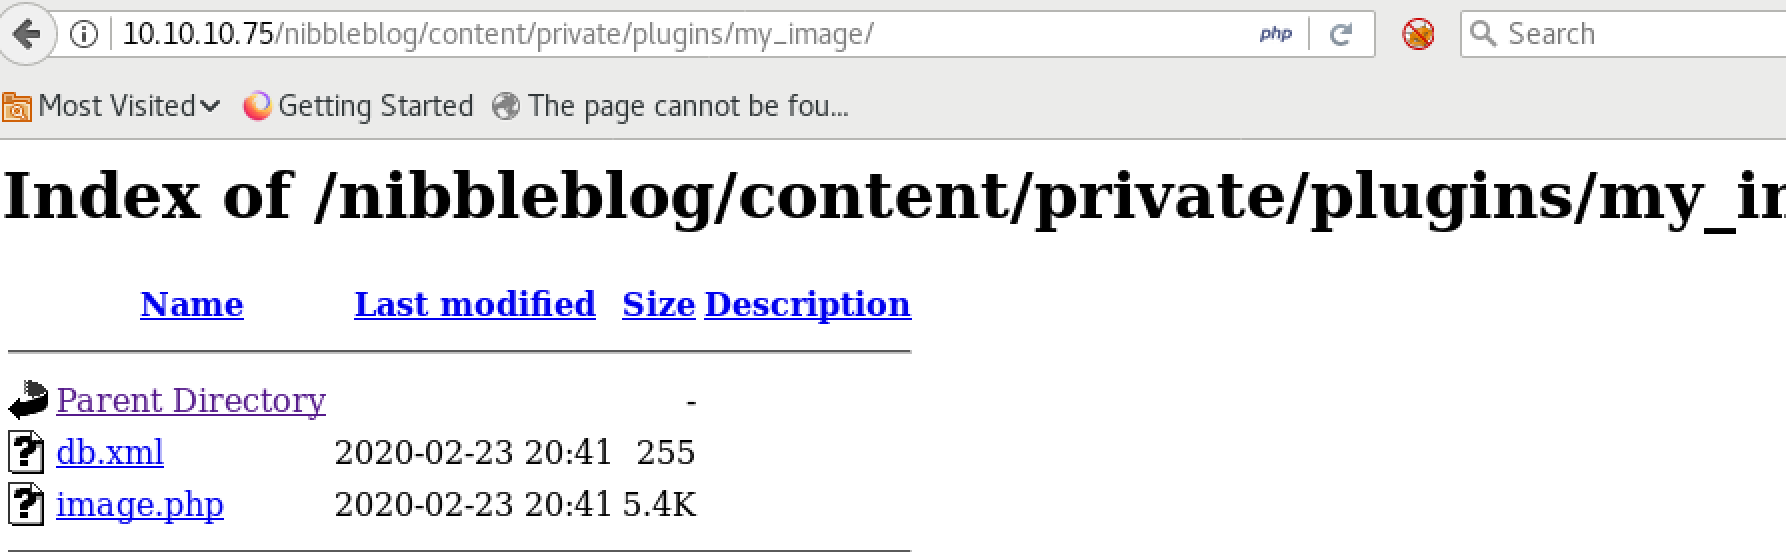 10.10.10.75/nibbleblog/content/private/plugins/my_image/ php Search
Most Visited Getting Started The page cannot be fou...
Index of /nibbleblog/content/private/plugins/my_i
Name Last modified Size Description
Parent Directory -
db.xml 2020-02-23 20:41 255
image.php 2020-02-23 20:41 5.4K